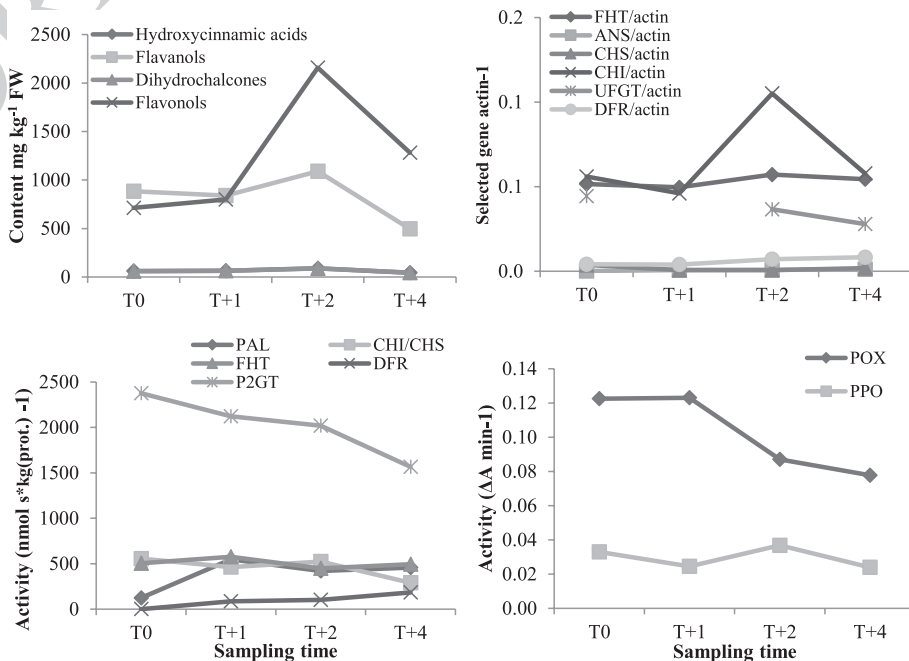 Content mg kg-1 FW
2500
2000
1500
1000
500
0
Hydroxycinnamic acids
Flavanols
Dihydrochalcones
Flavonols
T0 T+1 T+2 T+4
Selected gene actin-1
0.2
0.1
0.1
0.0
FHT/actin
ANS/actin
CHS/actin
CHI/actin
UFGT/actin
DFR/actin
T0 T+1 T+2 T+4
Activity (nmol s*kg(prot.) -1)
2500
2000
1500
1000
500
0
PAL CHI/CHS
FHT DFR
P2GT
T0 T+1 T+2 T+4
Sampling time
Activity (ΔA min-1)
0.14
0.12
0.10
0.08
0.06
0.04
0.02
0.00
POX
PPO
T0 T+1 T+2 T+4
Sampling time